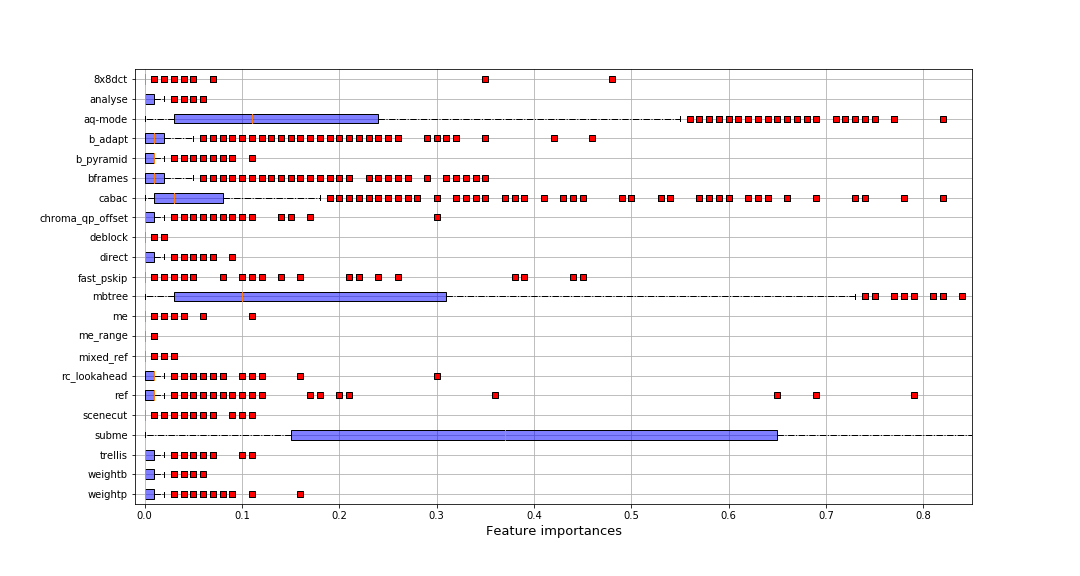 8x8dct
analyse
aq-mode
b_adapt
b_pyramid
bframes
cabac
chroma_qp_offset
deblock
direct
fast_pskip
mbtree
me
me_range
mixed_ref
rc_lookahead
ref
scenecut
subme
trellis
weightb
weightp
0.0 0.1 0.2 0.3 0.4 0.5 0.6 0.7 0.8
Feature importances